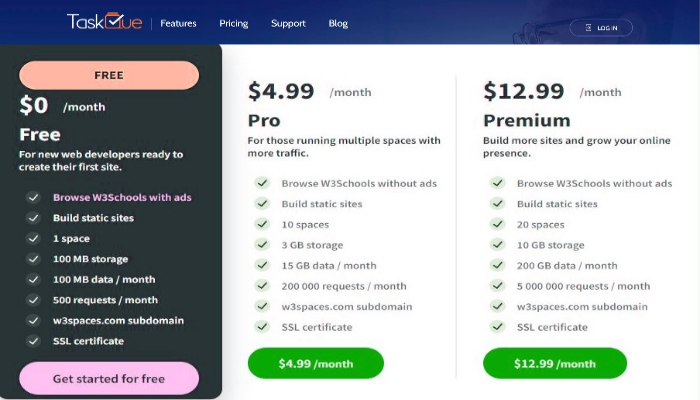 TaskQue
Features
Pricing
Support
Blog
LOG IN
FREE
$0 /month
Free
For new web developers ready to
create their first site.
Browse W3Schools with ads
Build static sites
1 space
100 MB storage
100 MB data / month
500 requests / month
w3spaces.com subdomain
SSL certificate
Get started for free
$4.99 /month
Pro
For those running multiple spaces with
more traffic.
Browse W3Schools without ads
Build static sites
10 spaces
3 GB storage
15 GB data / month
200 000 requests / month
w3spaces.com subdomain
SSL certificate
$4.99 /month
$12.99 /month
Premium
Build more sites and grow your online
presence.
Browse W3Schools without ads
Build static sites
20 spaces
10 GB storage
200 GB data / month
5 000 000 requests / month
w3spaces.com subdomain
SSL certificate
$12.99 /month